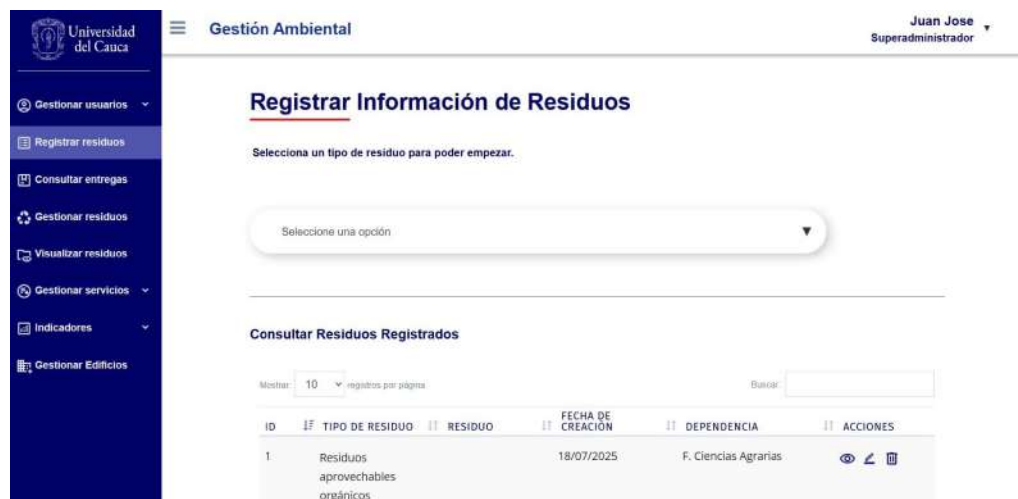 Universidad
del Cauca
Gestión Ambiental
Juan Jose
Superadministrador
Gestionar usuarios
Registrar residuos
Consultar entregas
Gestionar residuos
Visualizar residuos
Gestionar servicios
Indicadores
Gestionar Edificios
Registrar Información de Residuos
Selecciona un tipo de residuo para poder empezar.
Seleccione una opción
Consultar Residuos Registrados
Mostrar: 10 registros por página
Buscar:
ID TIPO DE RESIDUO RESIDUO FECHA DE CREACIÓN DEPENDENCIA ACCIONES
1 Residuos 18/07/2025 F. Ciencias Agrarias
aprovechables
orgánicos